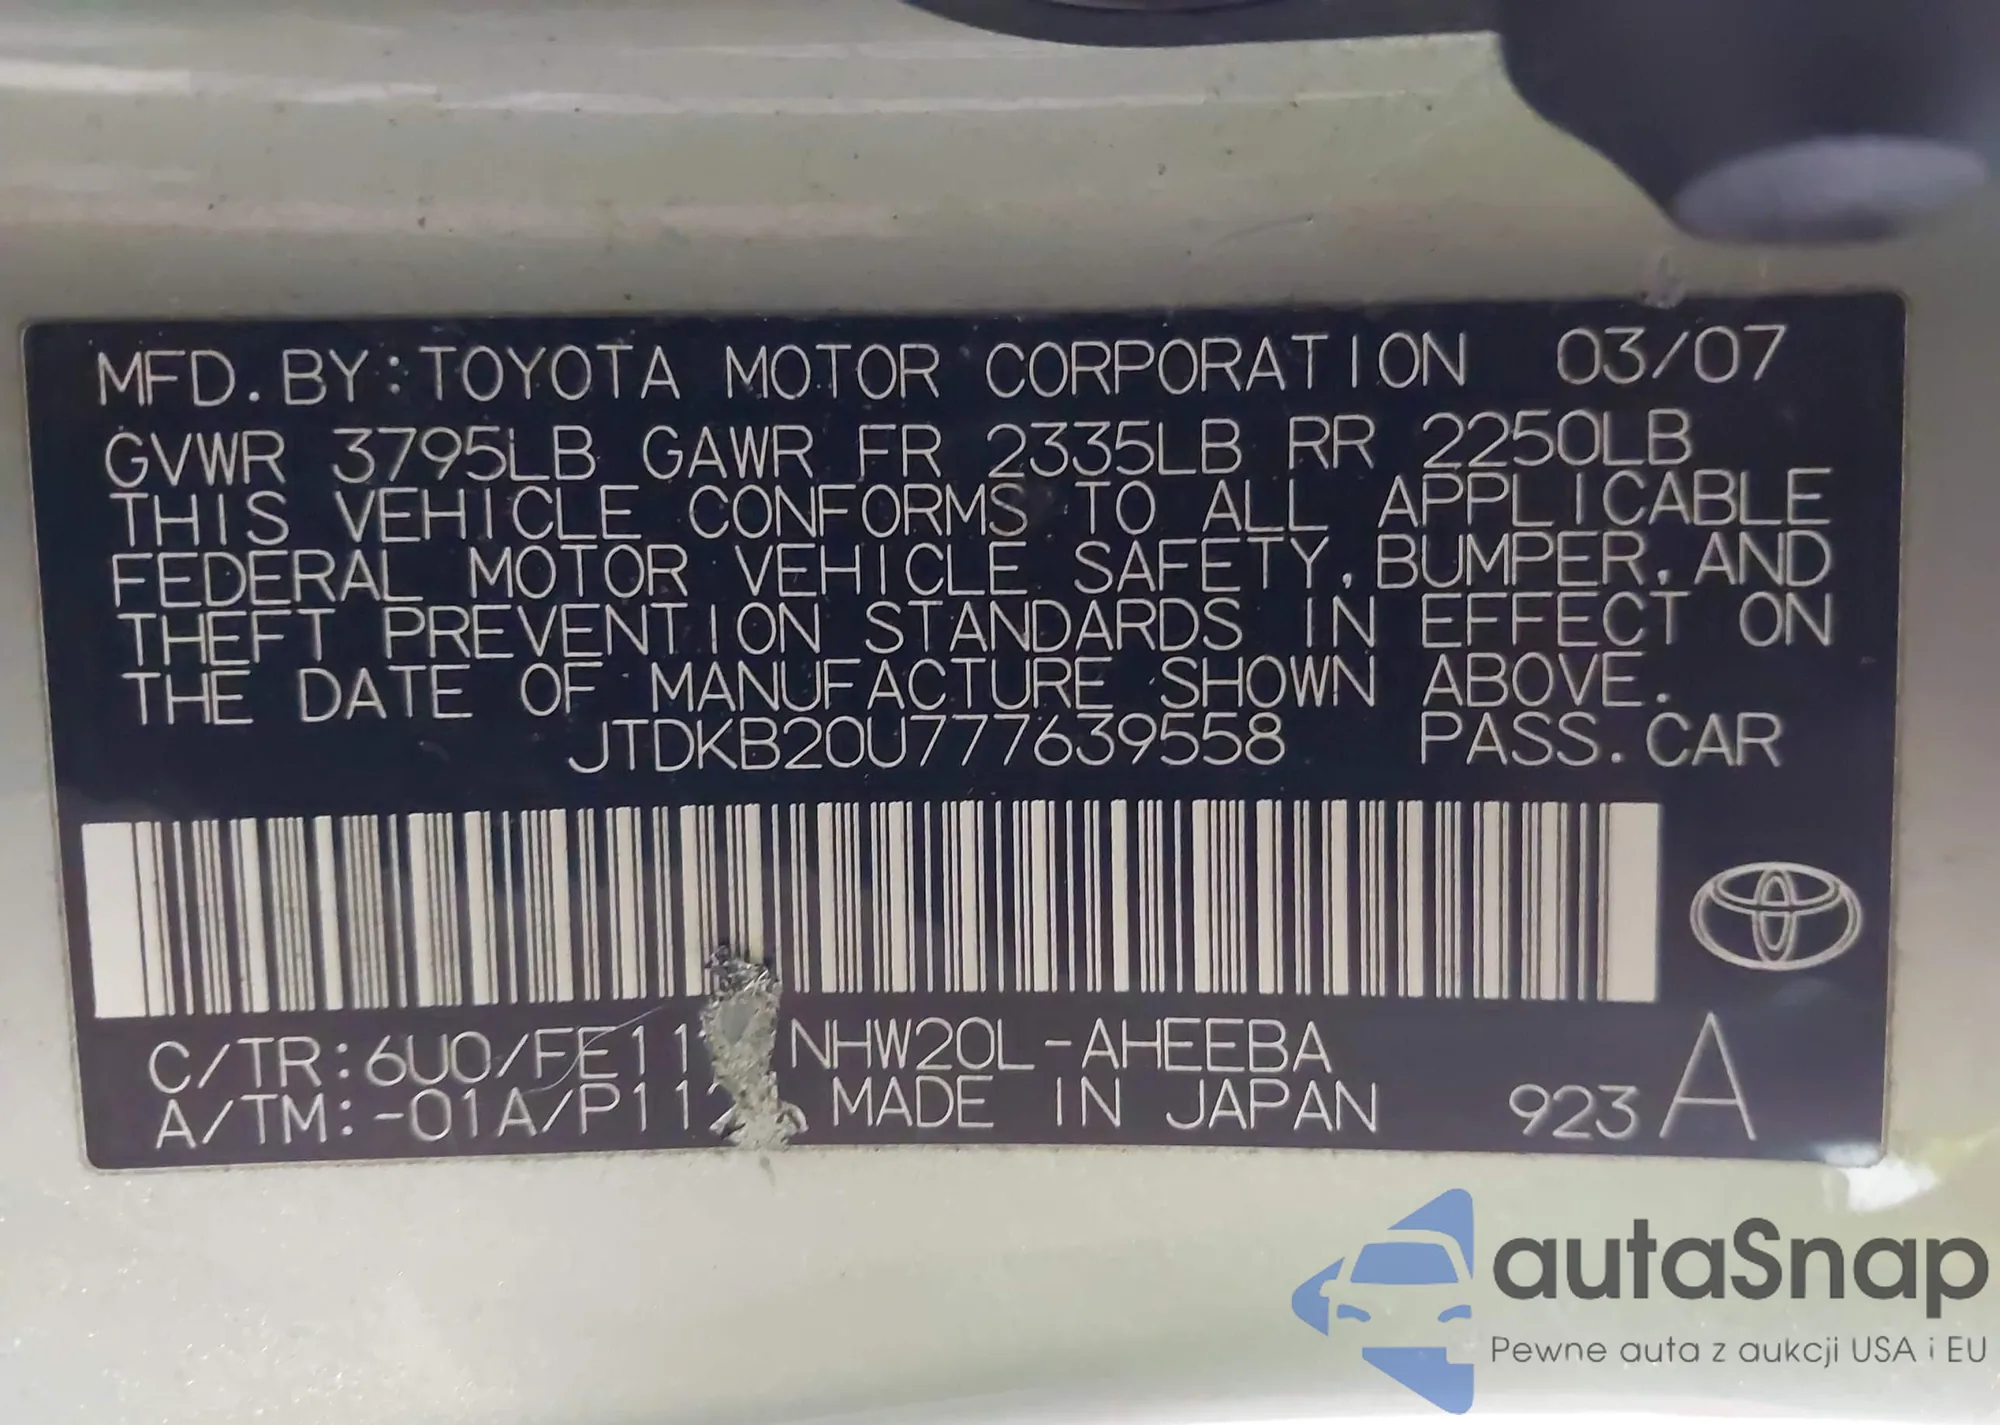 MFD. BY: TOYOTA MOTOR CORPORATION 03/07
GVWR 3795LB GAWR FR 2335LB RR 2250LB
THIS VEHICLE CONFORMS TO ALL APPLICABLE
FEDERAL MOTOR VEHICLE SAFETY, BUMPER, AND
THEFT PREVENTION STANDARDS IN EFFECT ON
THE DATE OF MANUFACTURE SHOWN ABOVE.
JTDKB20U777639558 PASS. CAR
C/TR: 6U0/ NHW20L-AHEEBA
A/TM: -01A/ MADE IN JAPAN 923 A
autaSnap
Pewne auta z aukcji USA i EU